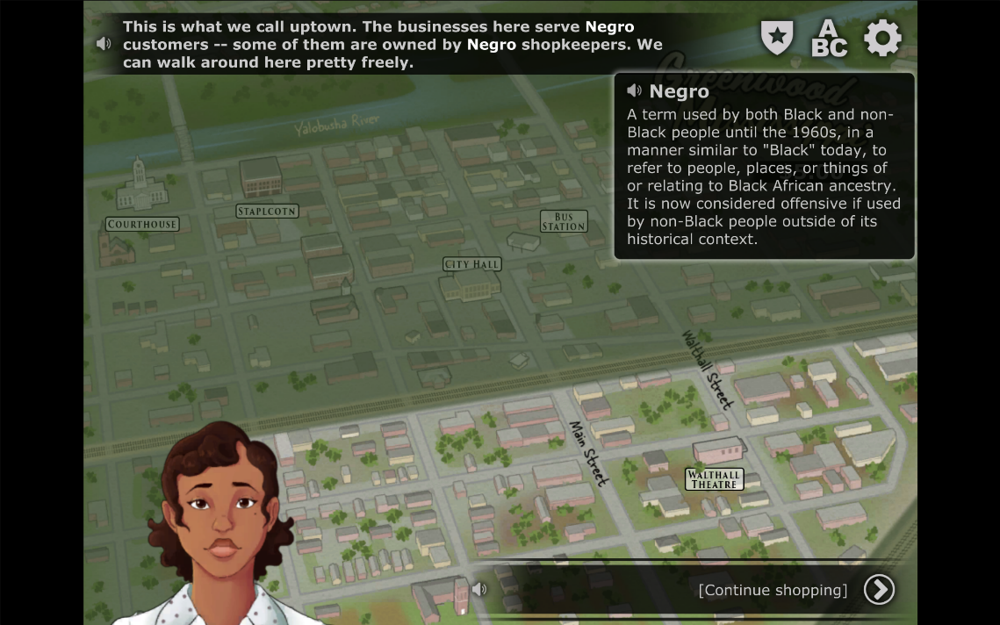 This is what we call uptown. The businesses here serve Negro
customers -- some of them are owned by Negro shopkeepers. We
can walk around here pretty freely.
A
BC
Greenwood
Negro
A term used by both Black and non-
Black people until the 1960s, in a
manner similar to "Black" today, to
refer to people, places, or things of
or relating to Black African ancestry.
It is now considered offensive if used
by non-Black people outside of its
historical context.
Yalobusha River
STAPLCOTN
COURTHOUSE
BUS
STATION
CITY HALL
Walthall Street
Main Street
WALTHALL
THEATRE
[Continue shopping]